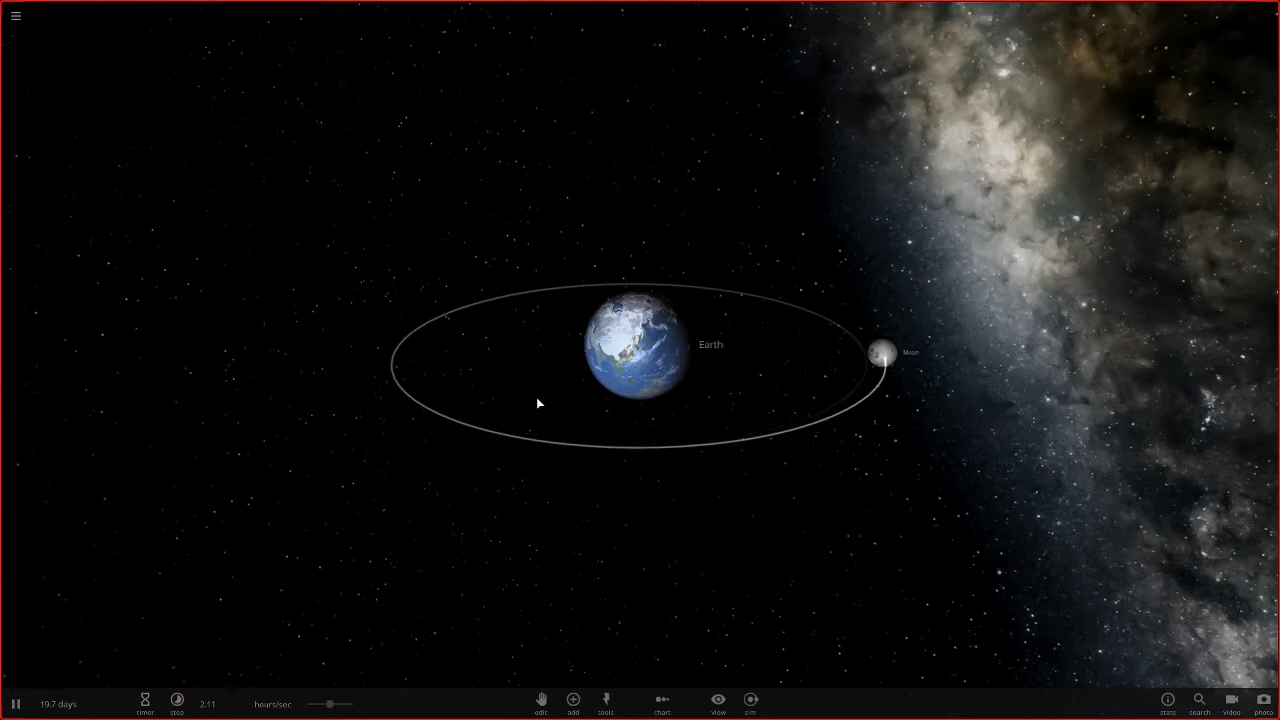 Earth
Moon
19.7 days
timer
step
2.11
hours/sec
edit
add
tools
chart
view
sim
stats
search
video
photo